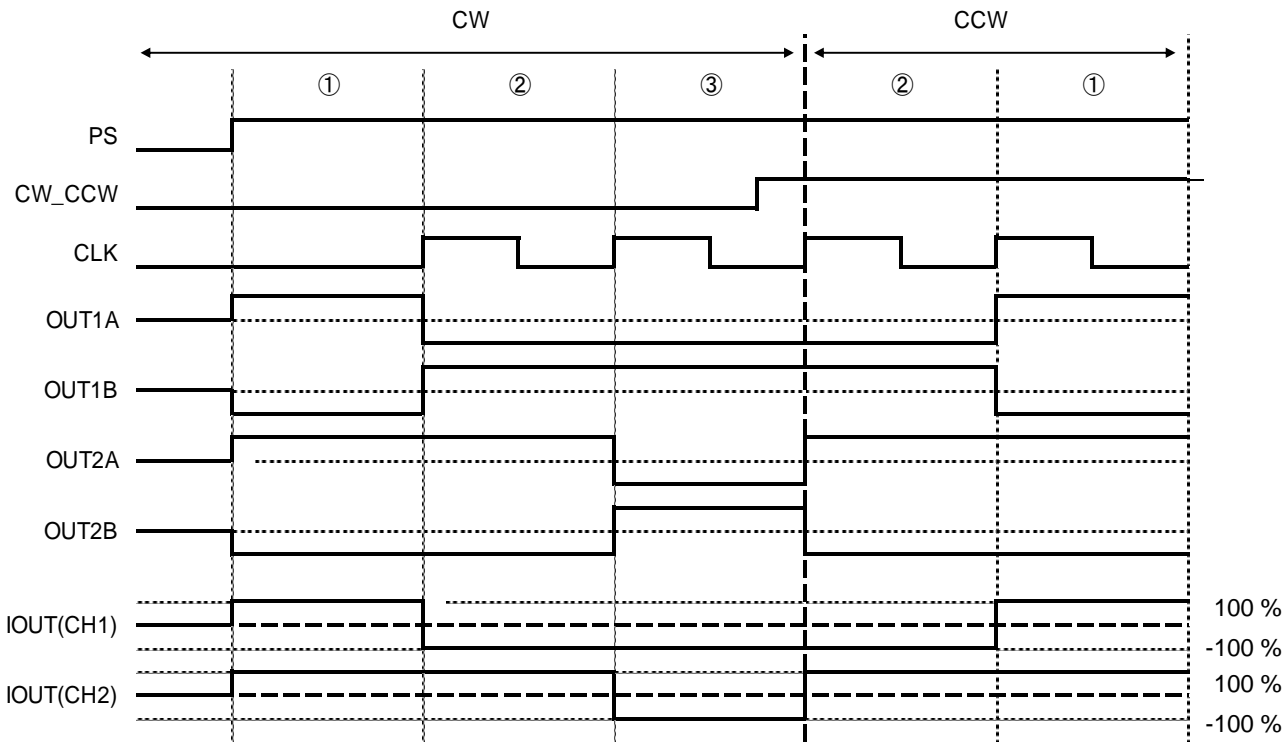 CW CCW
① ② ③ ② ①
PS
CW_CCW
CLK
OUT1A
OUT1B
OUT2A
OUT2B
IOUT(CH1)
100 %
-100 %
IOUT(CH2)
100 %
-100 %